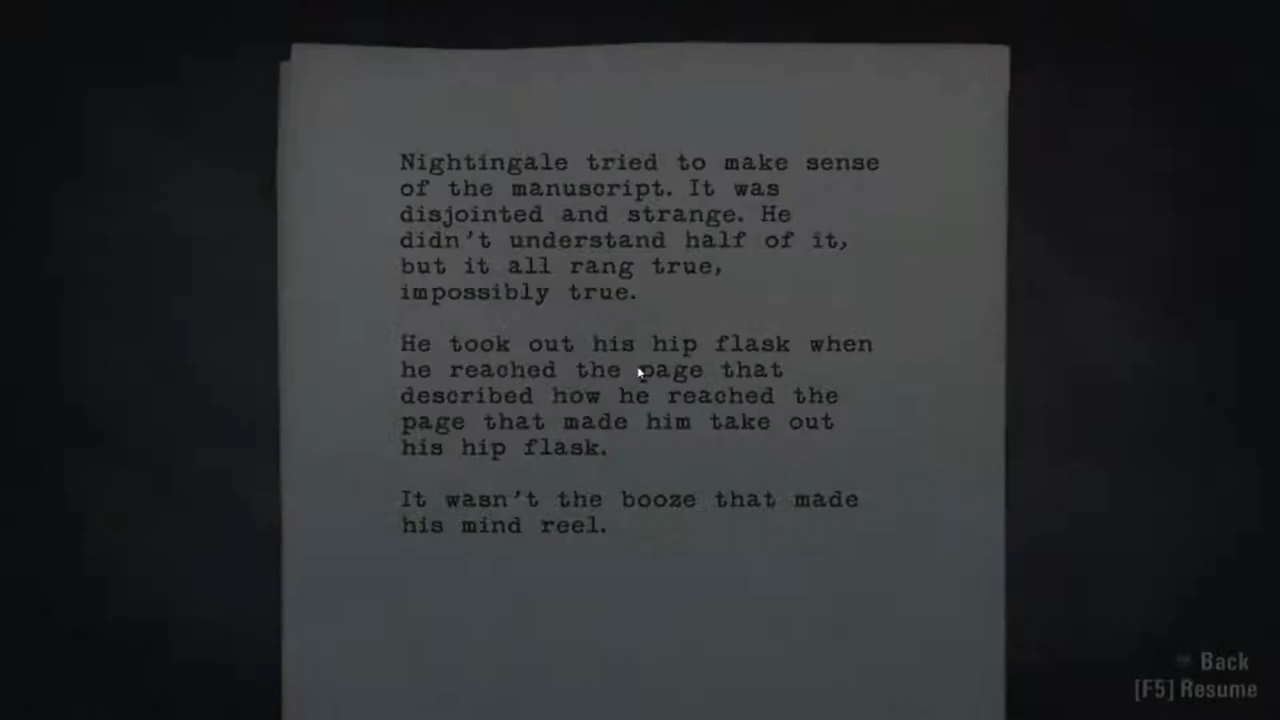 Nightingale tried to make sense
of the manuscript. It was
disjointed and strange. He
didn't understand half of it,
but it all rang true,
impossibly true.
He took out his hip flask when
he reached the page that
described how he reached the
page that made him take out
his hip flask.
It wasn't the booze that made
his mind reel.
Back
[F5] Resume